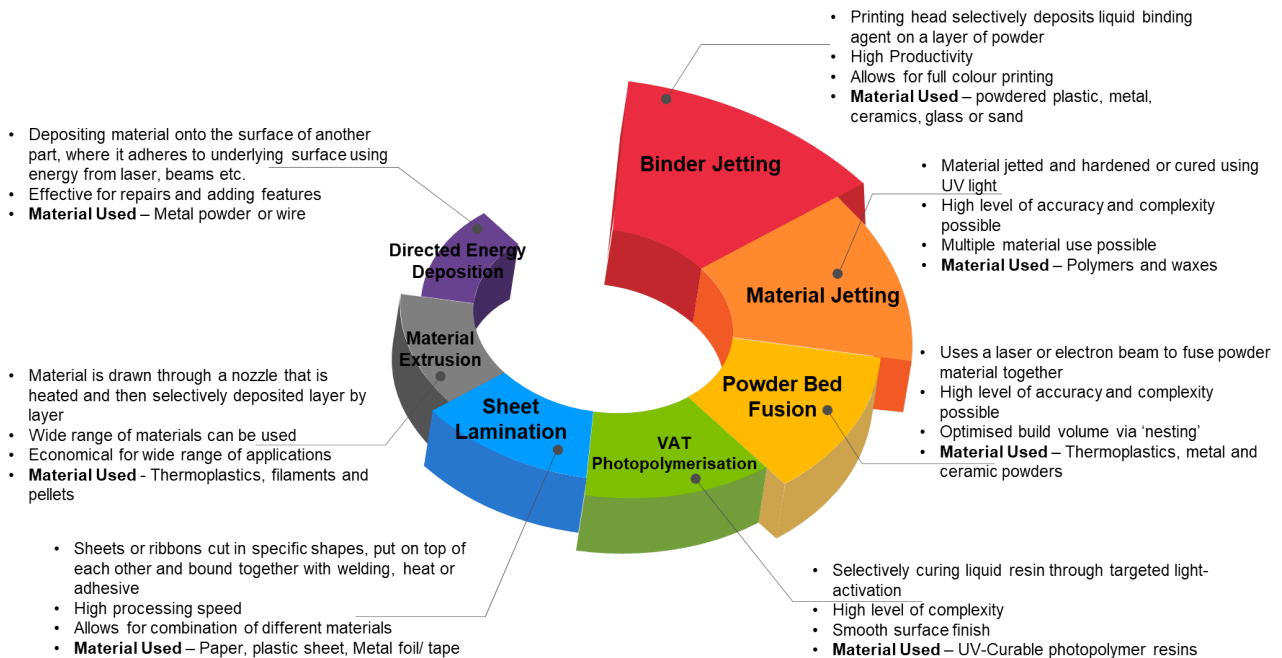 • Printing head selectively deposits liquid binding
agent on a layer of powder
• High Productivity
• Allows for full colour printing
• Material Used – powdered plastic, metal,
ceramics, glass or sand
Binder Jetting
• Material jetted and hardened or cured using
UV light
• High level of accuracy and complexity
possible
• Multiple material use possible
• Material Used – Polymers and waxes
Material Jetting
• Uses a laser or electron beam to fuse powder
material together
• High level of accuracy and complexity
possible
• Optimised build volume via ‘nesting’
• Material Used – Thermoplastics, metal and
ceramic powders
Powder Bed
Fusion
• Selectively curing liquid resin through targeted light-
activation
• High level of complexity
• Smooth surface finish
• Material Used – UV-Curable photopolymer resins
VAT
Photopolymerisation
• Sheets or ribbons cut in specific shapes, put on top of
each other and bound together with welding, heat or
adhesive
• High processing speed
• Allows for combination of different materials
• Material Used – Paper, plastic sheet, Metal foil/ tape
Sheet
Lamination
• Material is drawn through a nozzle that is
heated and then selectively deposited layer by
layer
• Wide range of materials can be used
• Economical for wide range of applications
• Material Used - Thermoplastics, filaments and
pellets
Material
Extrusion
• Depositing material onto the surface of another
part, where it adheres to underlying surface using
energy from laser, beams etc.
• Effective for repairs and adding features
• Material Used – Metal powder or wire
Directed Energy
Deposition